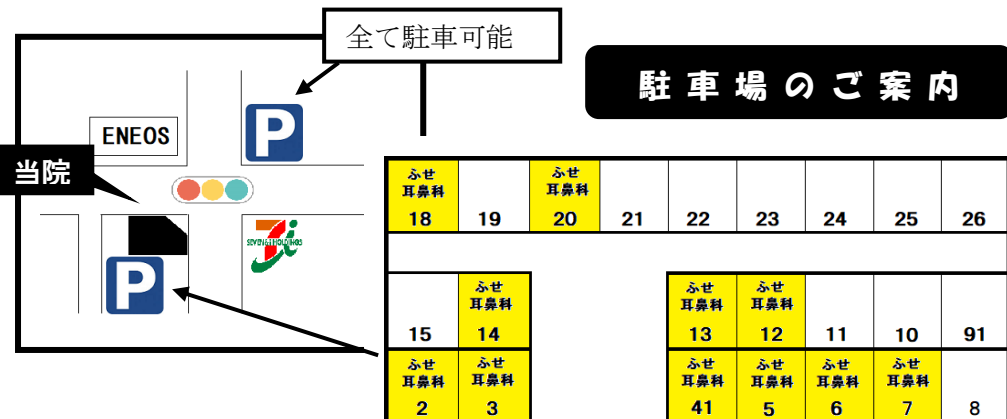 全て駐車可能
駐車場のご案内
ENEOS
P
当院
SEVEN&i HOLDINGS
P
ふせ ふせ
耳鼻科 耳鼻科
18 19 20 21 22 23 24 25 26
ふせ ふせ ふせ
耳鼻科 耳鼻科 耳鼻科
15 14 13 12 11 10 91
ふせ ふせ ふせ ふせ ふせ ふせ
耳鼻科 耳鼻科 耳鼻科 耳鼻科 耳鼻科 耳鼻科
2 3 41 5 6 7 8